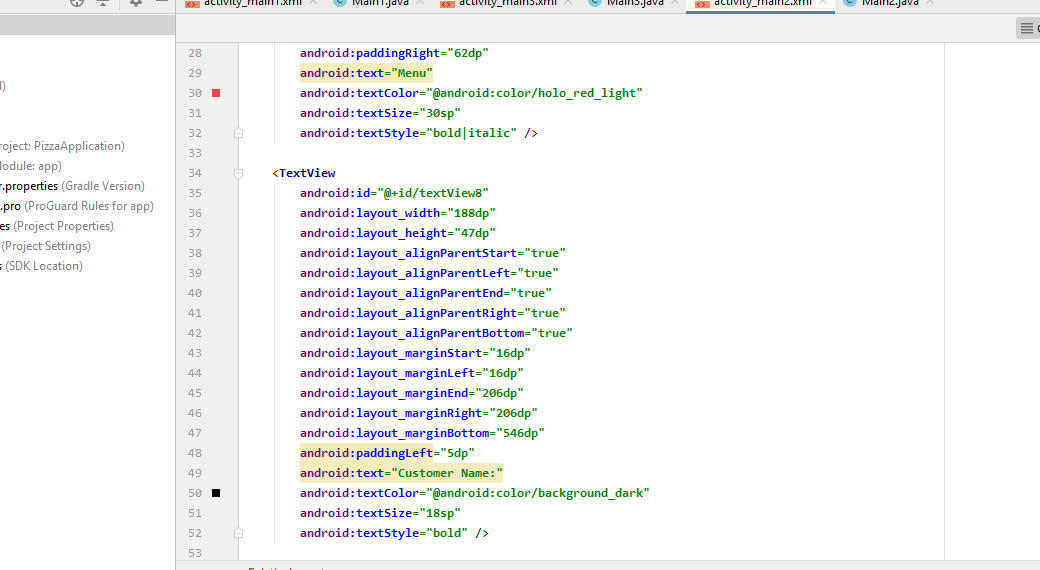 activity_main1.xml
Main1.java
activity_main3.xml
Main3.java
activity_main2.xml
Main2.java
roject: PizzaApplication)
odule: app)
r.properties (Gradle Version)
.pro (ProGuard Rules for app)
es (Project Properties)
(Project Settings)
s (SDK Location)
28 android:paddingRight="62dp"
29 android:text="Menu"
30 android:textColor="@android:color/holo_red_light"
31 android:textSize="30sp"
32 android:textStyle="bold|italic" />
33
34 <TextView
35 android:id="@+id/textView8"
36 android:layout_width="188dp"
37 android:layout_height="47dp"
38 android:layout_alignParentStart="true"
39 android:layout_alignParentLeft="true"
40 android:layout_alignParentEnd="true"
41 android:layout_alignParentRight="true"
42 android:layout_alignParentBottom="true"
43 android:layout_marginStart="16dp"
44 android:layout_marginLeft="16dp"
45 android:layout_marginEnd="206dp"
46 android:layout_marginRight="206dp"
47 android:layout_marginBottom="546dp"
48 android:paddingLeft="5dp"
49 android:text="Customer Name:"
50 android:textColor="@android:color/background_dark"
51 android:textSize="18sp"
52 android:textStyle="bold" />
53